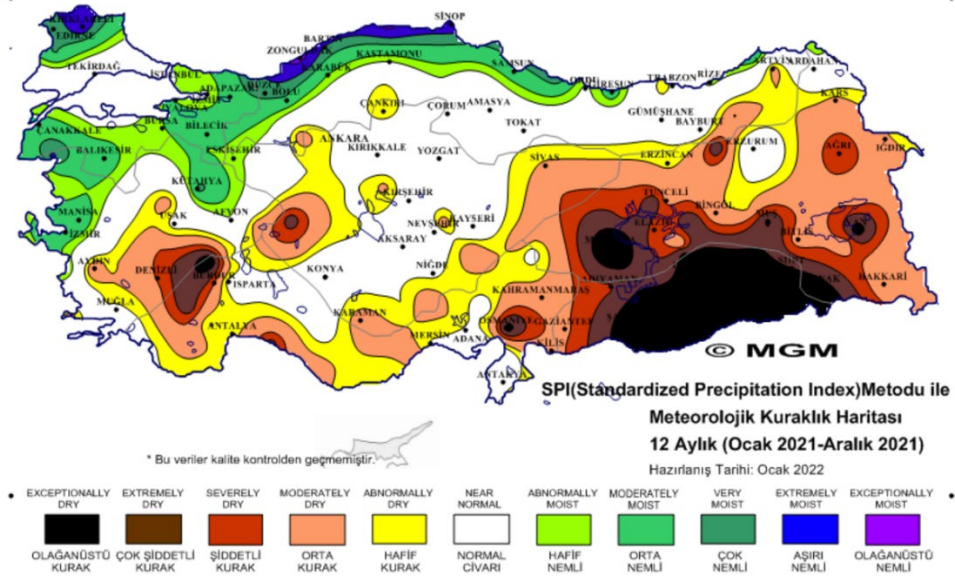 SİNOP
KIRKLARELİ
EDİRNE
BARTIN
ZONGULDAK
KASTAMONU
TEKİRDAĞ
İSTANBUL
KARABÜK
SAMSUN
ORDU
GİRESUN
TRABZON
RİZE
ARTVİN
ARDAHAN
ADAPAZARI
DÜZCE
BOLU
YALOVA
ÇANKIRI
ÇORUM
AMASYA
KARS
GÜMÜŞHANE
BAYBURT
ÇANAKKALE
BURSA
BİLECİK
ANKARA
TOKAT
BALIKESİR
ESKİŞEHİR
KIRIKKALE
YOZGAT
SİVAS
ERZİNCAN
ERZURUM
AĞRI
IĞDIR
KÜTAHYA
KIRŞEHİR
TUNCELİ
BİNGÖL
MUŞ
MANİSA
UŞAK
AFYON
NEVŞEHİR
KAYSERİ
ELAZIĞ
BİTLİS
VAN
İZMİR
AKSARAY
AYDIN
DENİZLİ
BURDUR
ISPARTA
KONYA
NİĞDE
KAHRAMANMARAŞ
ADIYAMAN
SİİRT
HAKKARİ
MUĞLA
ANTALYA
KARAMAN
MERSİN
ADANA
OSMANİYE
GAZİANTEP
KİLİS
ANTAKYA
© MGM
SPI(Standardized Precipitation Index)Metodu ile
Meteorolojik Kuraklık Haritası
12 Aylık (Ocak 2021-Aralık 2021)
Hazırlanış Tarihi: Ocak 2022
* Bu veriler kalite kontrolden geçmemiştir.
EXCEPTIONALLY DRY
EXTREMELY DRY
SEVERELY DRY
MODERATELY DRY
ABNORMALLY DRY
NEAR NORMAL
ABNORMALLY MOIST
MODERATELY MOIST
VERY MOIST
EXTREMELY MOIST
EXCEPTIONALLY MOIST
OLAĞANÜSTÜ KURAK
ÇOK ŞİDDETLİ KURAK
ŞİDDETLİ KURAK
ORTA KURAK
HAFİF KURAK
NORMAL CİVARI
HAFİF NEMLİ
ORTA NEMLİ
ÇOK NEMLİ
AŞIRI NEMLİ
OLAĞANÜSTÜ NEMLİ